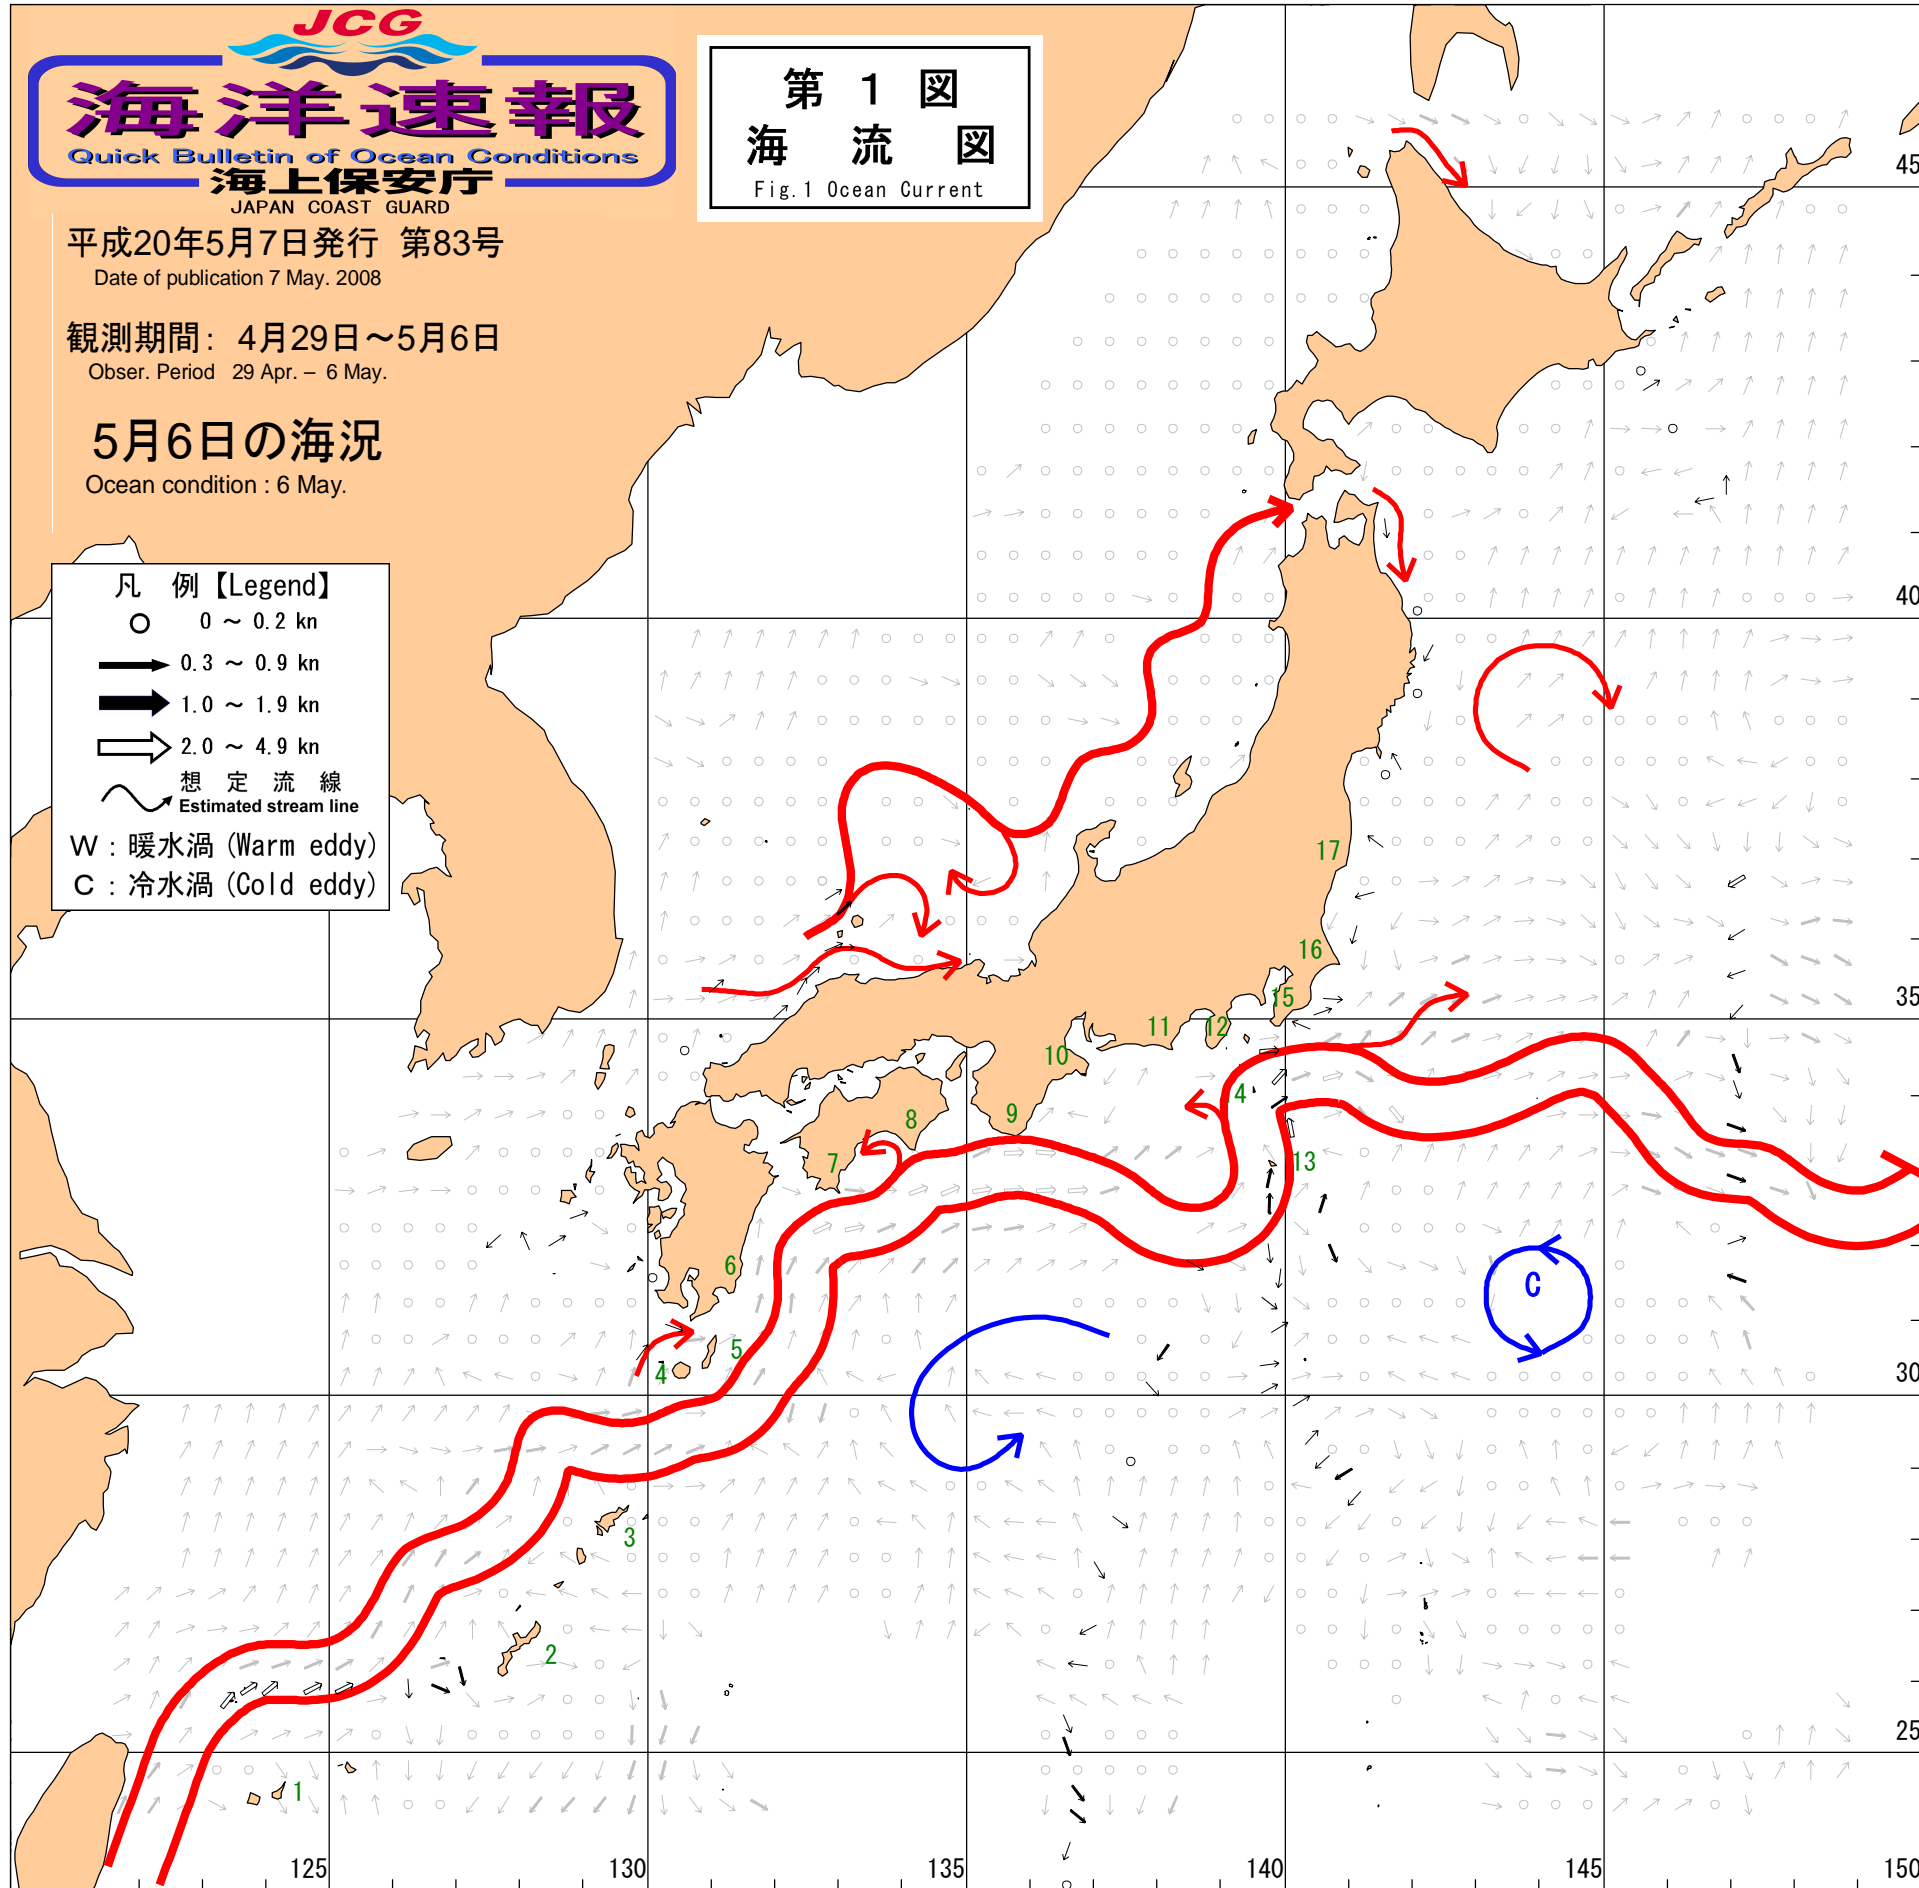 JCG
海洋速報
Quick Bulletin of Ocean Conditions
海上保安庁
JAPAN COAST GUARD
平成20年5月7日発行 第83号
Date of publication 7 May. 2008
観測期間: 4月29日～5月6日
Obser. Period 29 Apr. – 6 May.
5月6日の海況
Ocean condition : 6 May.
第 1 図
海 流 図
Fig.1 Ocean Current
凡 例【Legend】
0 ～ 0.2 kn
0.3 ～ 0.9 kn
1.0 ～ 1.9 kn
2.0 ～ 4.9 kn
想 定 流 線
Estimated stream line
W : 暖水渦 (Warm eddy)
C : 冷水渦 (Cold eddy)
45
40
35
30
25
125
130
135
140
145
150
17
16
15
12
11
10
14
9
8
7
13
6
5
4
3
2
1
C